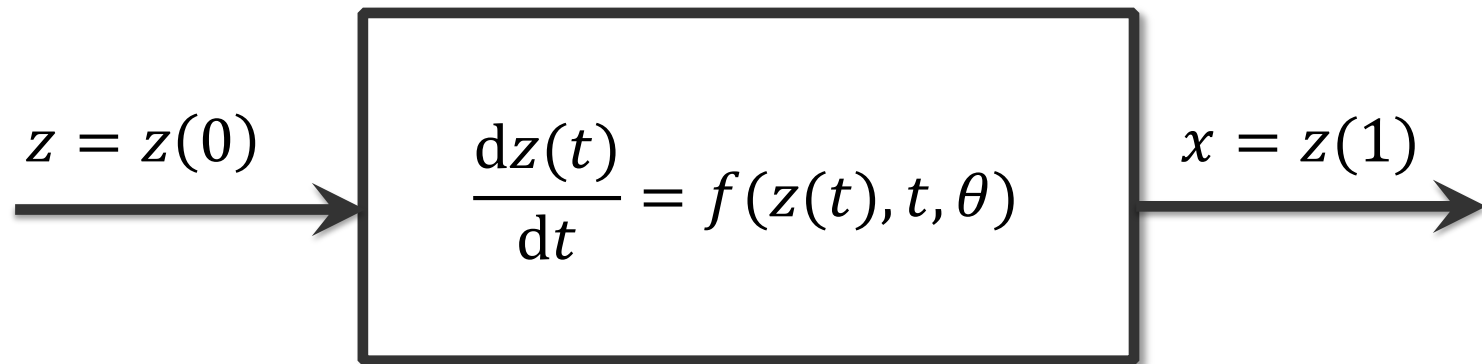 z = z(0)
dz(t)/dt = f(z(t), t, θ)
x = z(1)